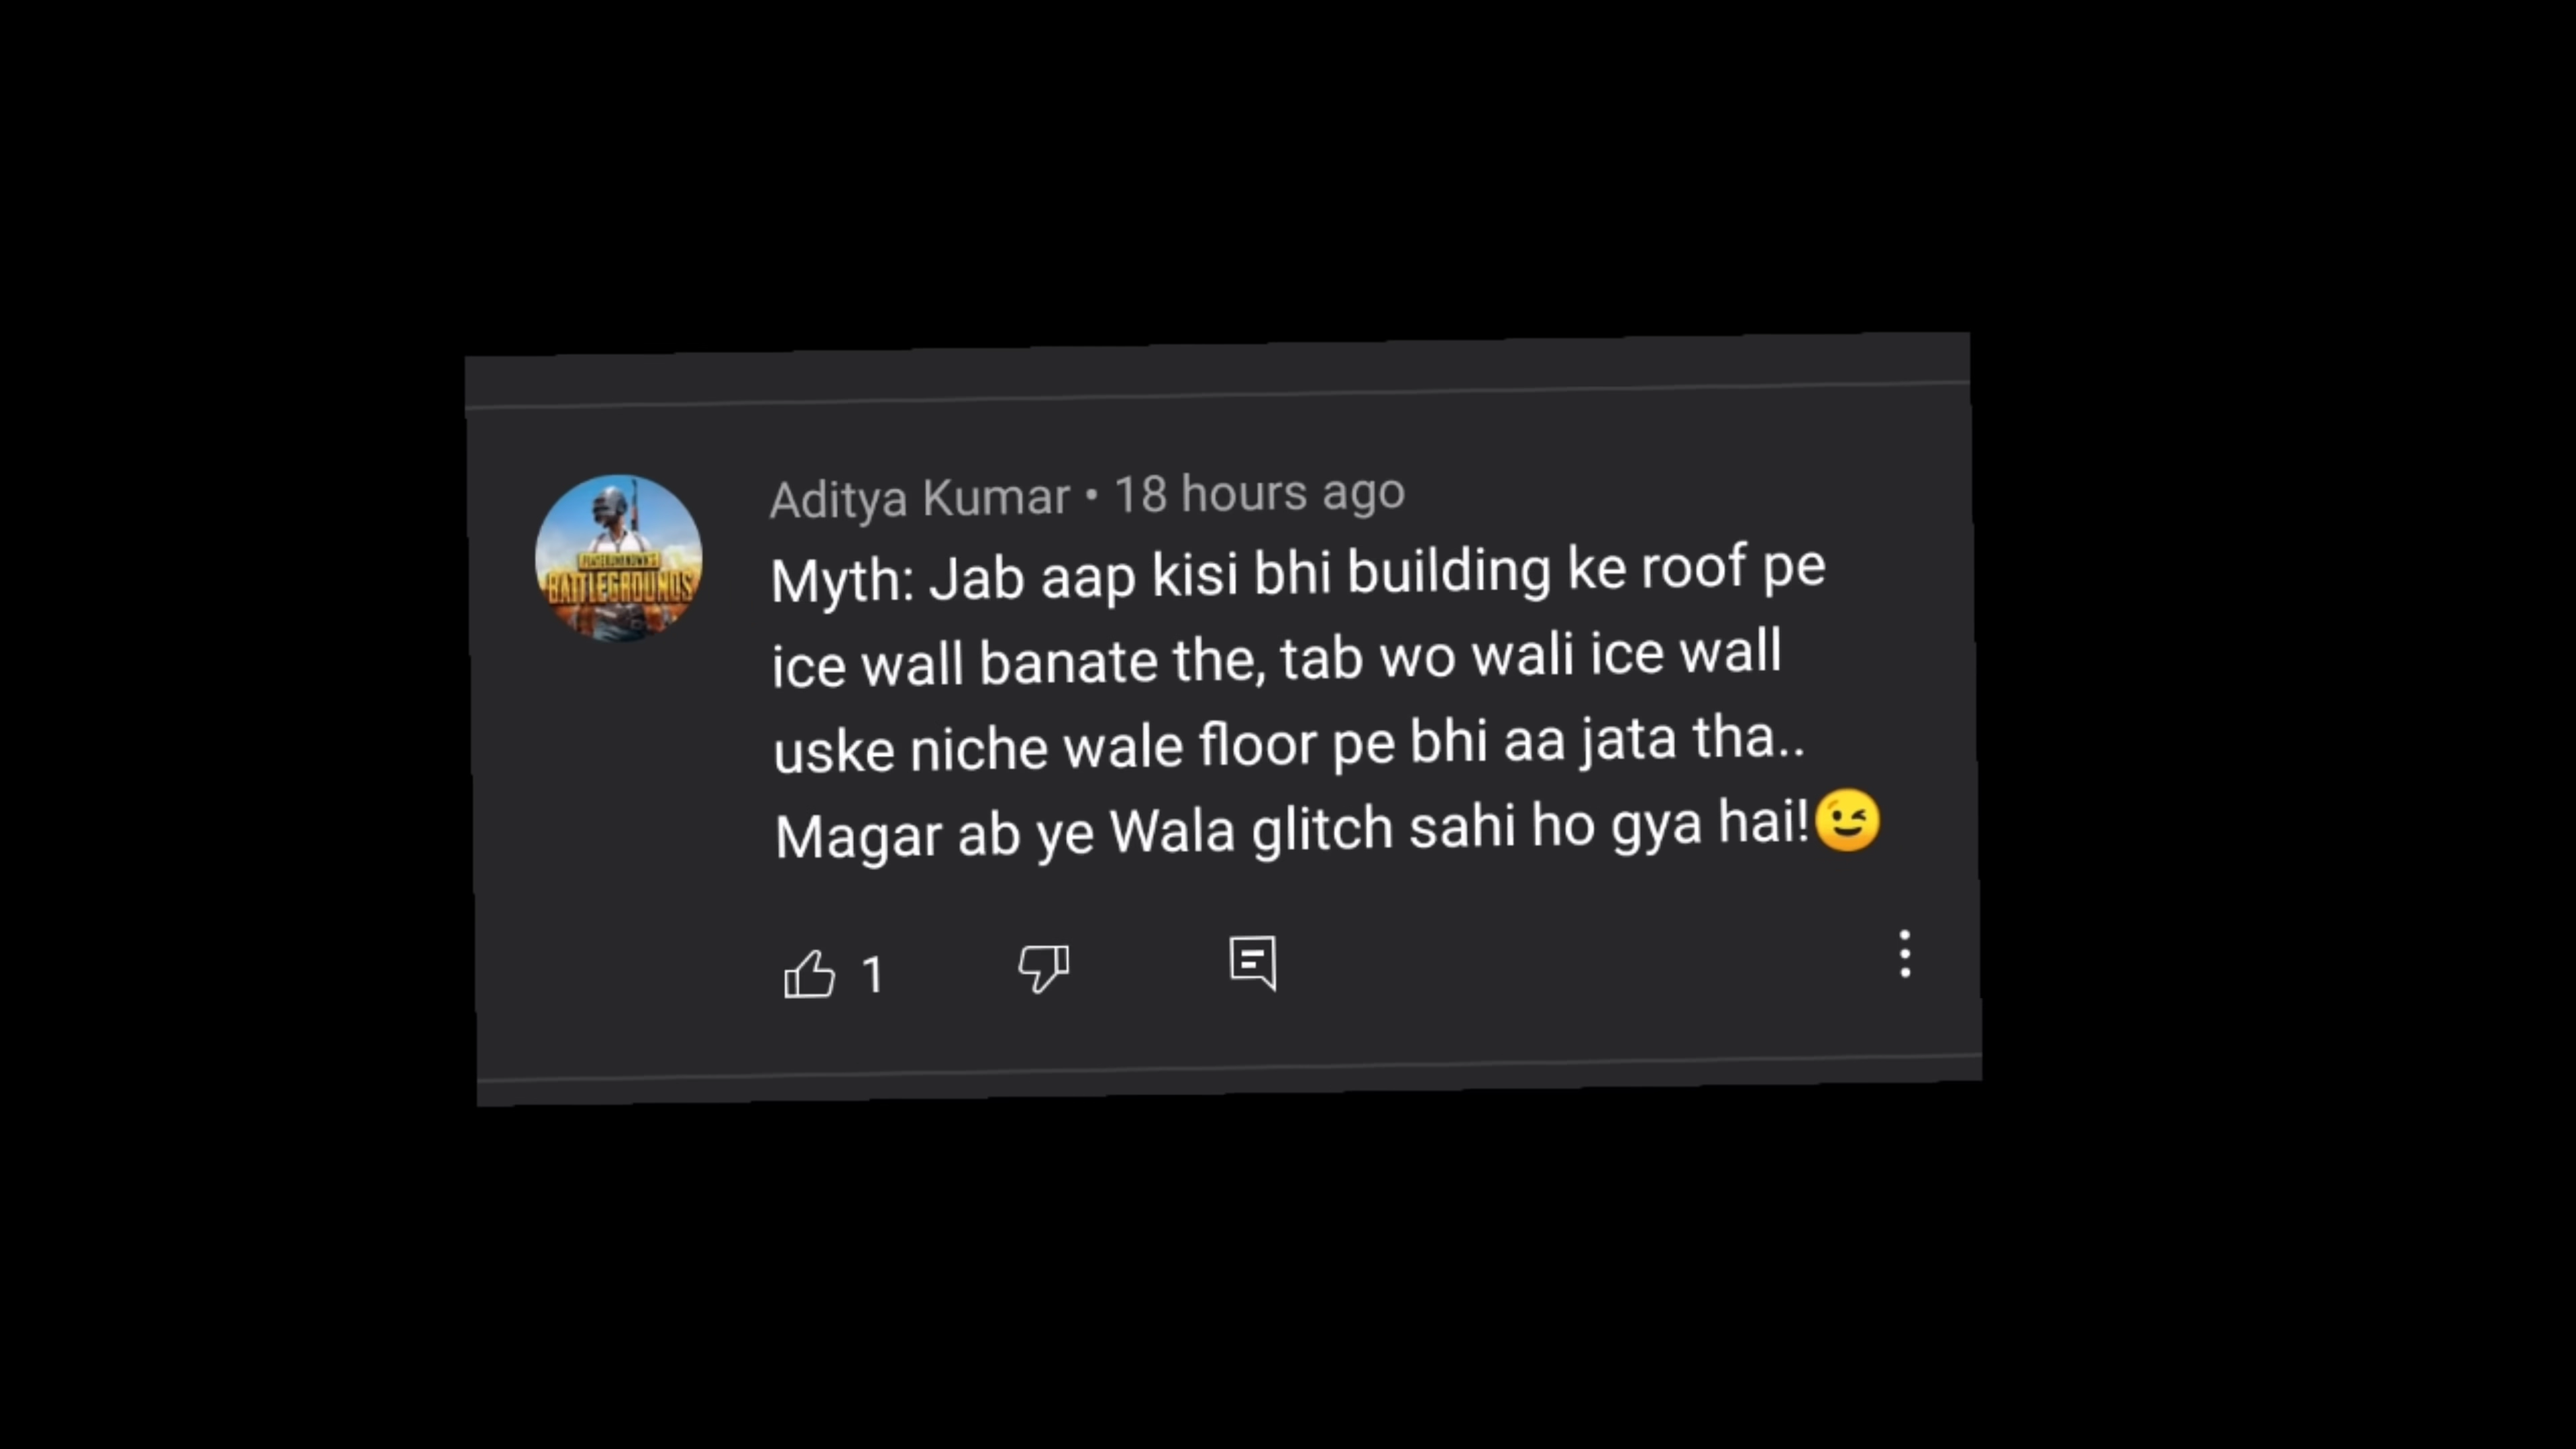 Aditya Kumar • 18 hours ago
Myth: Jab aap kisi bhi building ke roof pe
ice wall banate the, tab wo wali ice wall
uske niche wale floor pe bhi aa jata tha..
Magar ab ye Wala glitch sahi ho gya hai!😉
1
PLAYERUNKNOWN'S
BATTLEGROUNDS